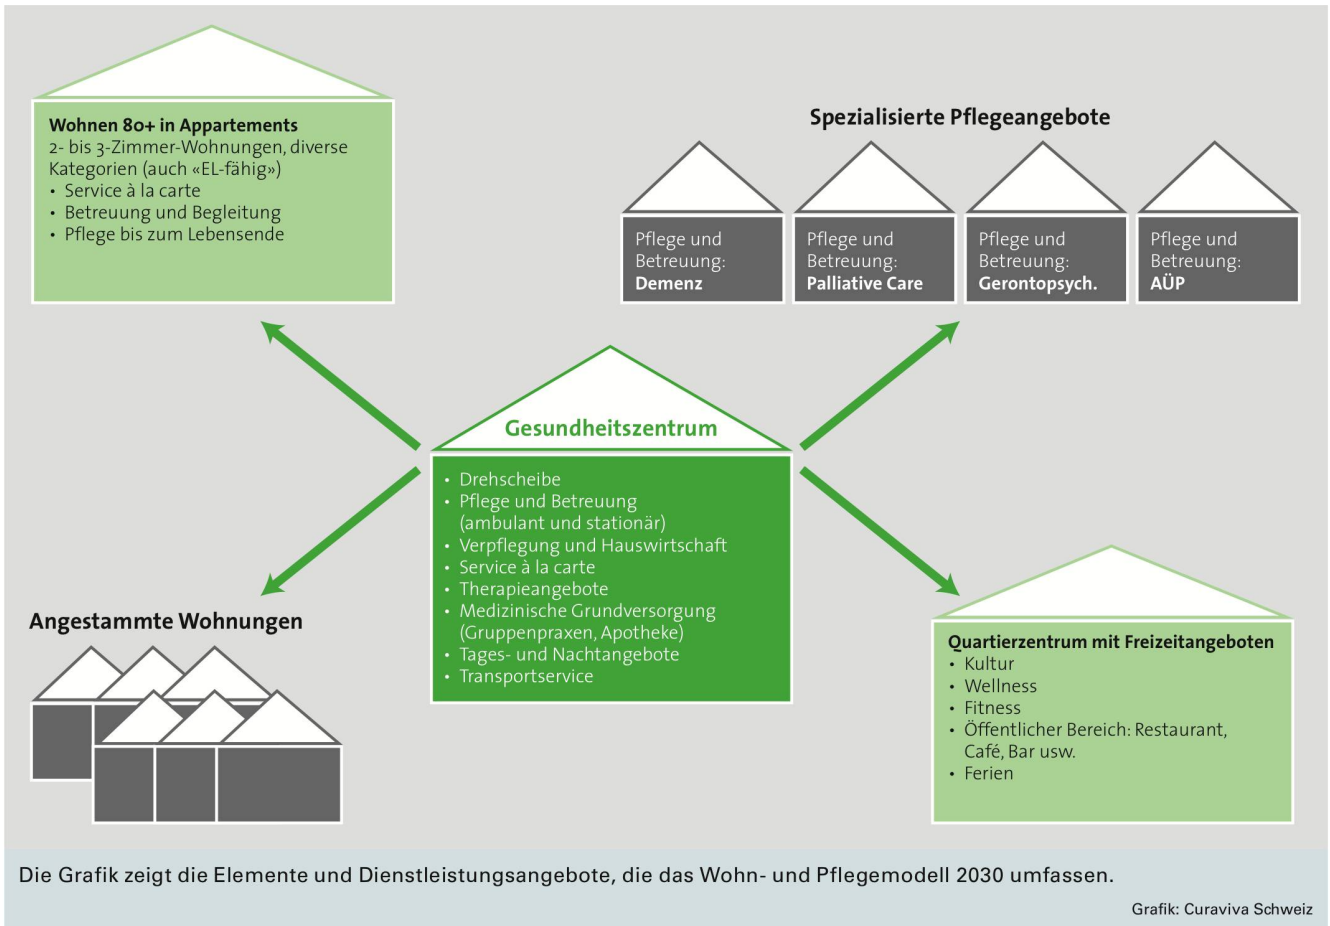 Wohnen 80+ in Appartements
2- bis 3-Zimmer-Wohnungen, diverse
Kategorien (auch «EL-fähig»)
• Service à la carte
• Betreuung und Begleitung
• Pflege bis zum Lebensende
Spezialisierte Pflegeangebote
Pflege und
Betreuung:
Demenz
Pflege und
Betreuung:
Palliative Care
Pflege und
Betreuung:
Gerontopsych.
Pflege und
Betreuung:
AÜP
Gesundheitszentrum
• Drehscheibe
• Pflege und Betreuung
(ambulant und stationär)
• Verpflegung und Hauswirtschaft
• Service à la carte
• Therapieangebote
• Medizinische Grundversorgung
(Gruppenpraxen, Apotheke)
• Tages- und Nachtangebote
• Transportservice
Angestammte Wohnungen
Quartierzentrum mit Freizeitangeboten
• Kultur
• Wellness
• Fitness
• Öffentlicher Bereich: Restaurant,
Café, Bar usw.
• Ferien
Die Grafik zeigt die Elemente und Dienstleistungsangebote, die das Wohn- und Pflegemodell 2030 umfassen.
Grafik: Curaviva Schweiz